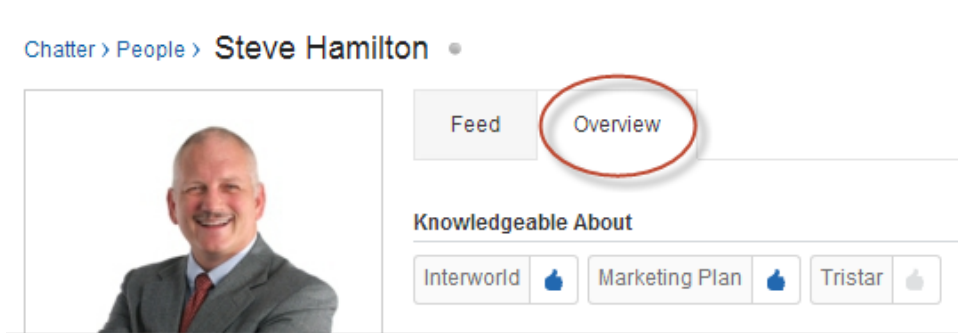 Chatter › People › Steve Hamilton
Feed Overview
Knowledgeable About
Interworld Marketing Plan Tristar